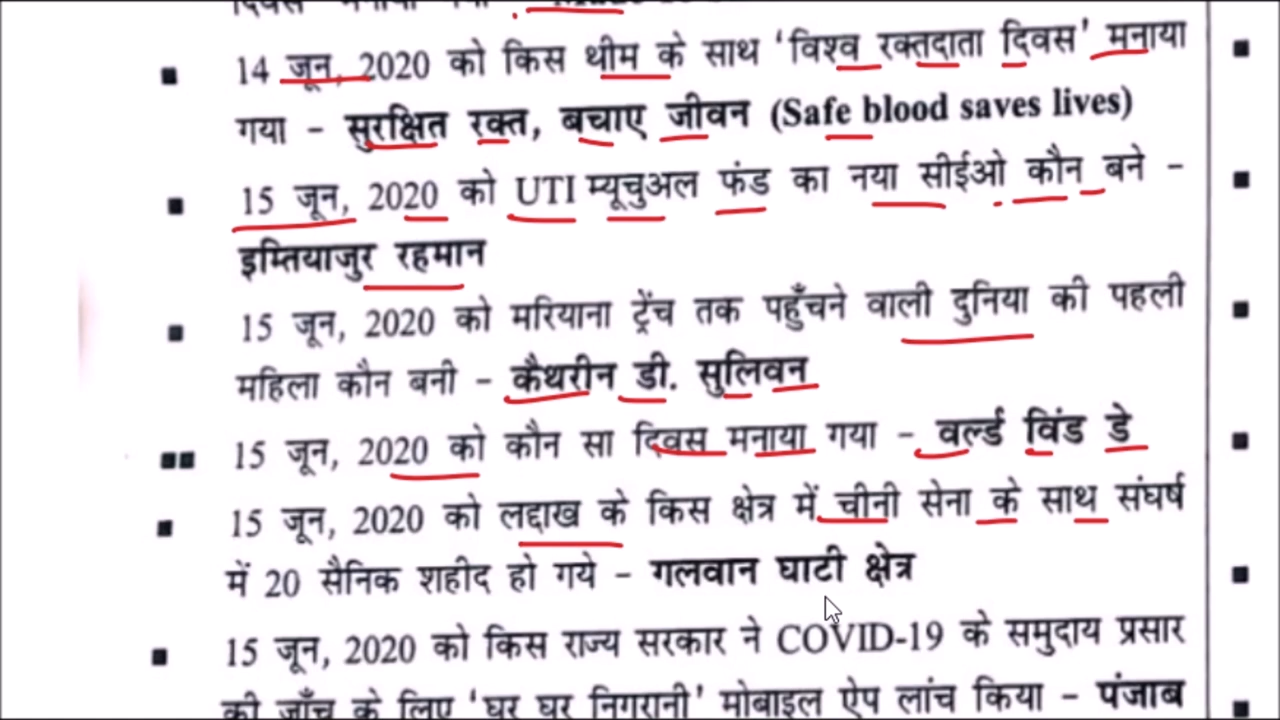 14 जून, 2020 को किस थीम के साथ 'विश्व रक्तदाता दिवस' मनाया
गया - सुरक्षित रक्त, बचाए जीवन (Safe blood saves lives)
15 जून, 2020 को UTI म्यूचुअल फंड का नया सीईओ कौन बने -
इम्तियाजुर रहमान
15 जून, 2020 को मरियाना ट्रेंच तक पहुँचने वाली दुनिया की पहली
महिला कौन बनी - कैथरीन डी. सुलिवन
15 जून, 2020 को कौन सा दिवस मनाया गया - वर्ल्ड विंड डे
15 जून, 2020 को लद्दाख के किस क्षेत्र में चीनी सेना के साथ संघर्ष
में 20 सैनिक शहीद हो गये - गलवान घाटी क्षेत्र
15 जून, 2020 को किस राज्य सरकार ने COVID-19 के समुदाय प्रसार
की जाँच के लिए 'घर घर निगरानी' मोबाइल ऐप लांच किया - पंजाब